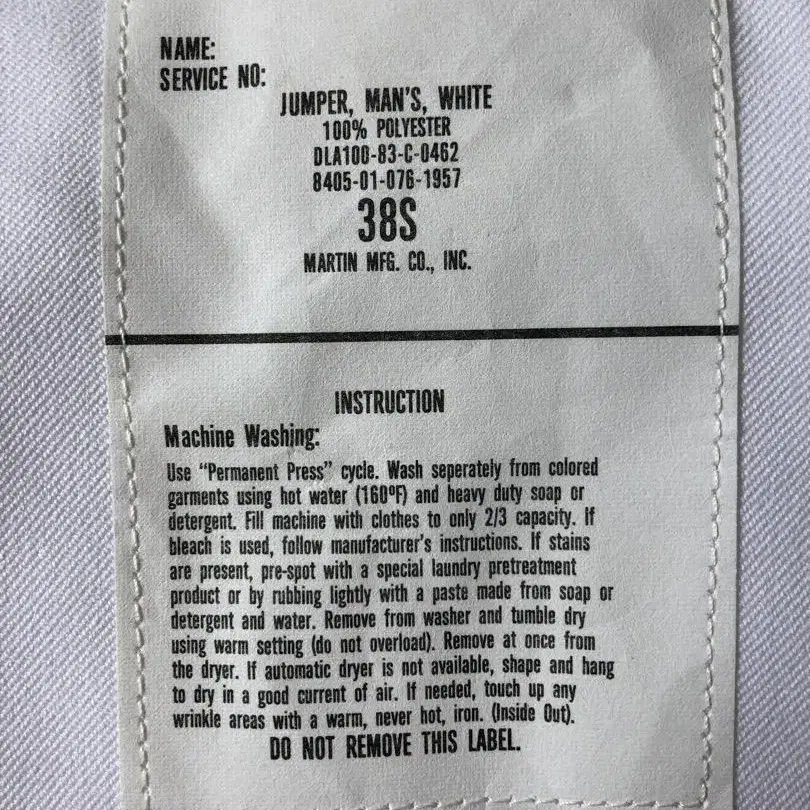 NAME:
SERVICE NO:
JUMPER, MAN'S, WHITE
100% POLYESTER
DLA100-83-C-0462
8405-01-076-1957
38S
MARTIN MFG. CO., INC.
INSTRUCTION
Machine Washing:
Use “Permanent Press” cycle. Wash seperately from colored
garments using hot water (160ºF) and heavy duty soap or
detergent. Fill machine with clothes to only 2/3 capacity. If
bleach is used, follow manufacturer's instructions. If stains
are present, pre-spot with a special laundry pretreatment
product or by rubbing lightly with a paste made from soap or
detergent and water. Remove from washer and tumble dry
using warm setting (do not overload). Remove at once from
the dryer. If automatic dryer is not available, shape and hang
to dry in a good current of air. If needed, touch up any
wrinkle areas with a warm, never hot, iron. (Inside Out).
DO NOT REMOVE THIS LABEL.